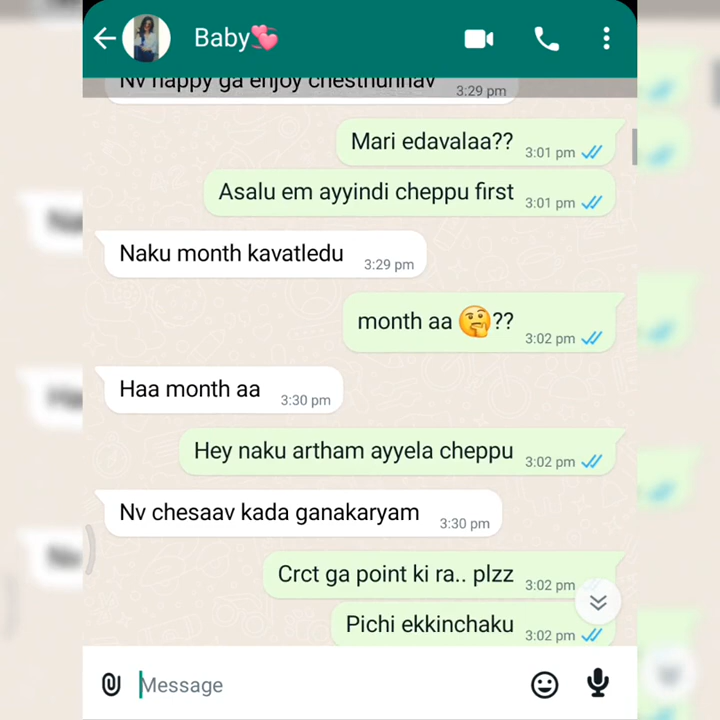 Baby💞
Nv happy ga enjoy chesthunnav 3:29 pm
Mari edavalaa?? 3:01 pm
Asalu em ayyindi cheppu first 3:01 pm
Naku month kavatledu 3:29 pm
month aa 🤔?? 3:02 pm
Haa month aa 3:30 pm
Hey naku artham ayyela cheppu 3:02 pm
Nv chesaav kada ganakaryam 3:30 pm
Crct ga point ki ra.. plzz 3:02 pm
Pichi ekkinchaku 3:02 pm
Message